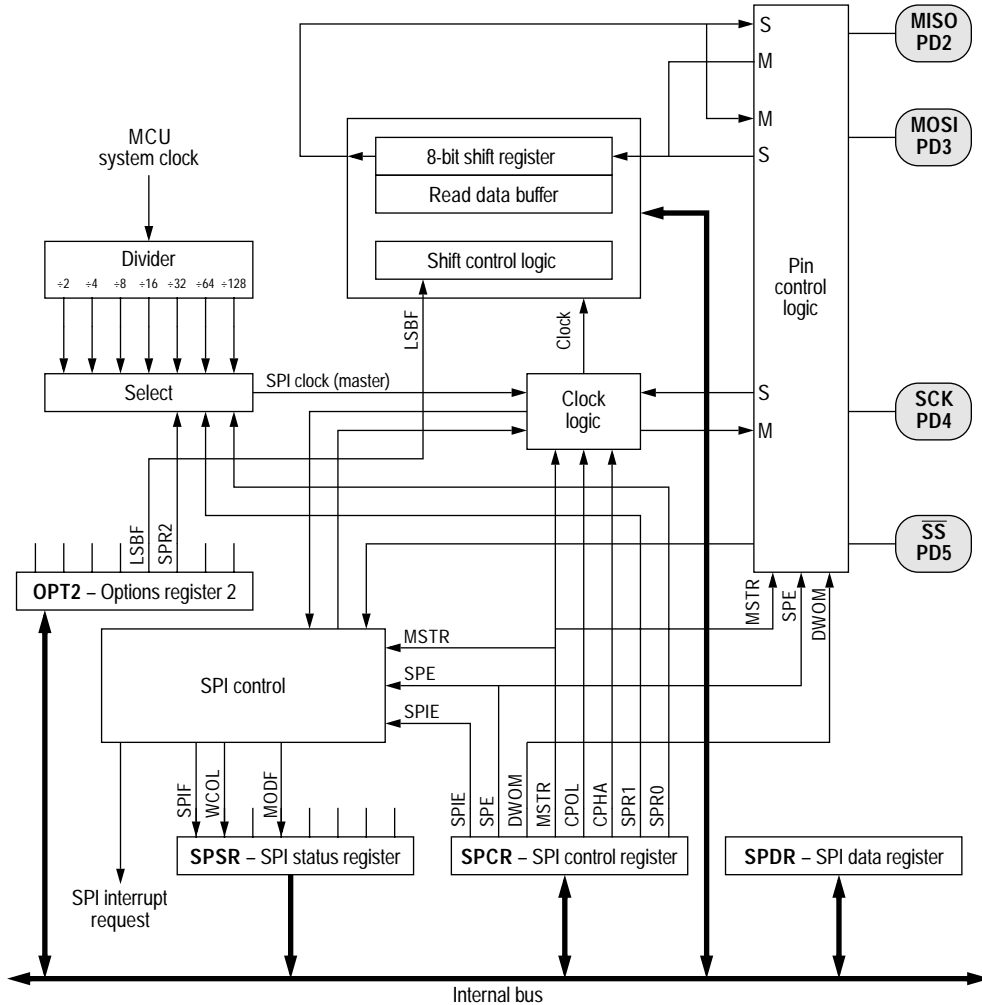 S
MISO
PD2
M
M
MOSI
PD3
S
MCU
system clock
8-bit shift register
Read data buffer
Shift control logic
Divider
÷2 ÷4 ÷8 ÷16 ÷32 ÷64 ÷128
Pin
control
logic
LSBF
Clock
Select
SPI clock (master)
Clock
logic
S
M
SCK
PD4
LSBF
SPR2
SS
PD5
OPT2 – Options register 2
MSTR
SPE
DWOM
MSTR
SPE
SPIE
SPI control
SPIF
WCOL
MODF
SPIE
SPE
DWOM
MSTR
CPOL
CPHA
SPR1
SPR0
SPSR – SPI status register
SPCR – SPI control register
SPDR – SPI data register
SPI interrupt
request
Internal bus